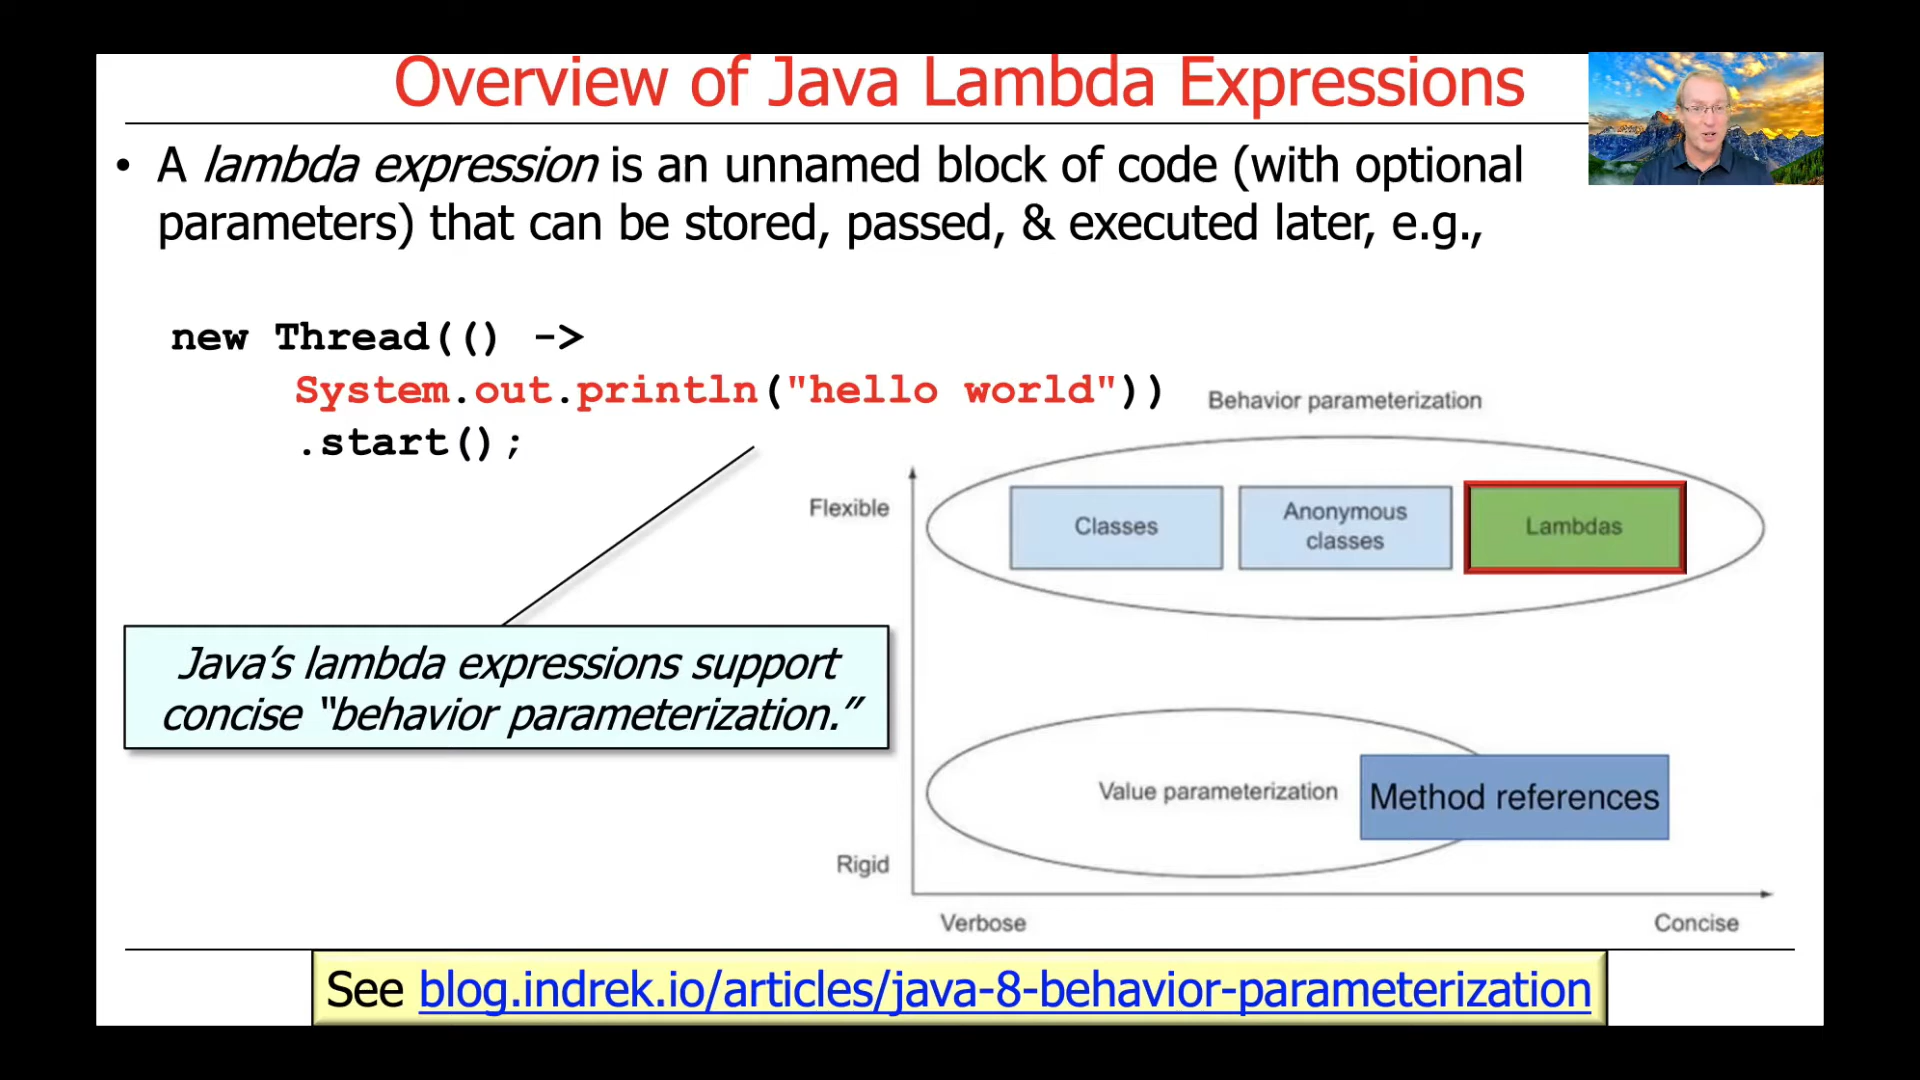 Overview of Java Lambda Expressions
• A lambda expression is an unnamed block of code (with optional
parameters) that can be stored, passed, & executed later, e.g.,
new Thread(() ->
System.out.println("hello world"))
.start();
Behavior parameterization
Flexible
Classes
Anonymous
classes
Lambdas
Java’s lambda expressions support
concise “behavior parameterization.”
Value parameterization
Method references
Rigid
Verbose
Concise
See blog.indrek.io/articles/java-8-behavior-parameterization